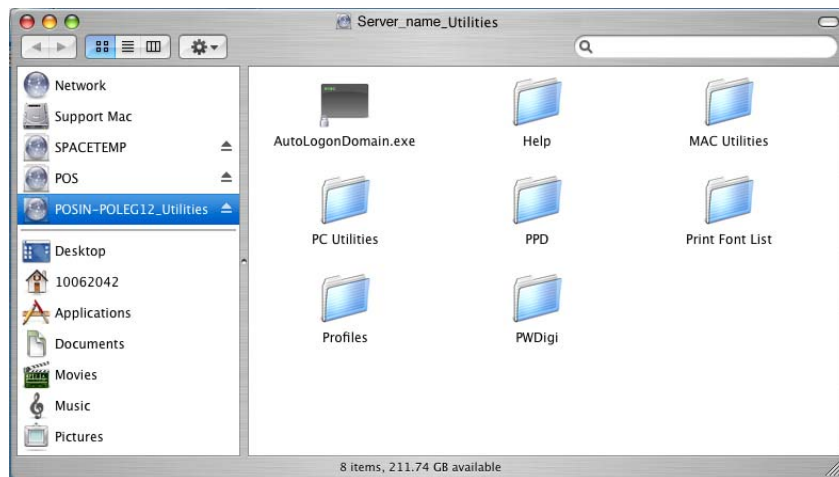 Server_name_Utilities
Network
Support Mac
SPACETEMP
POS
POSIN-POLEG12_Utilities
Desktop
10062042
Applications
Documents
Movies
Music
Pictures
AutoLogonDomain.exe
Help
MAC Utilities
PC Utilities
PPD
Print Font List
Profiles
PWDigi
8 items, 211.74 GB available